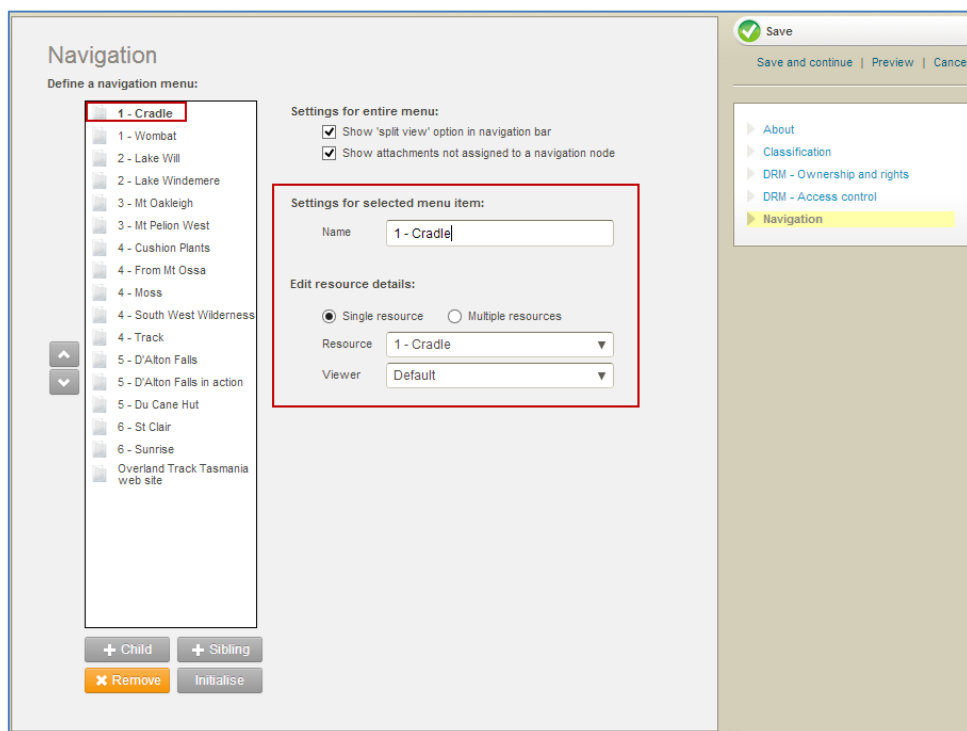 Navigation
Define a navigation menu:
1 - Cradle
1 - Wombat
2 - Lake Will
2 - Lake Windemere
3 - Mt Oakleigh
3 - Mt Pelion West
4 - Cushion Plants
4 - From Mt Ossa
4 - Moss
4 - South West Wilderness
4 - Track
5 - D'Alton Falls
5 - D'Alton Falls in action
5 - Du Cane Hut
6 - St Clair
6 - Sunrise
Overland Track Tasmania
web site
+ Child
+ Sibling
Remove
Initialise
Settings for entire menu:
Show 'split view' option in navigation bar
Show attachments not assigned to a navigation node
Settings for selected menu item:
Name 1 - Cradle
Edit resource details:
Single resource Multiple resources
Resource 1 - Cradle
Viewer Default
Save
Save and continue | Preview | Cance
About
Classification
DRM - Ownership and rights
DRM - Access control
Navigation